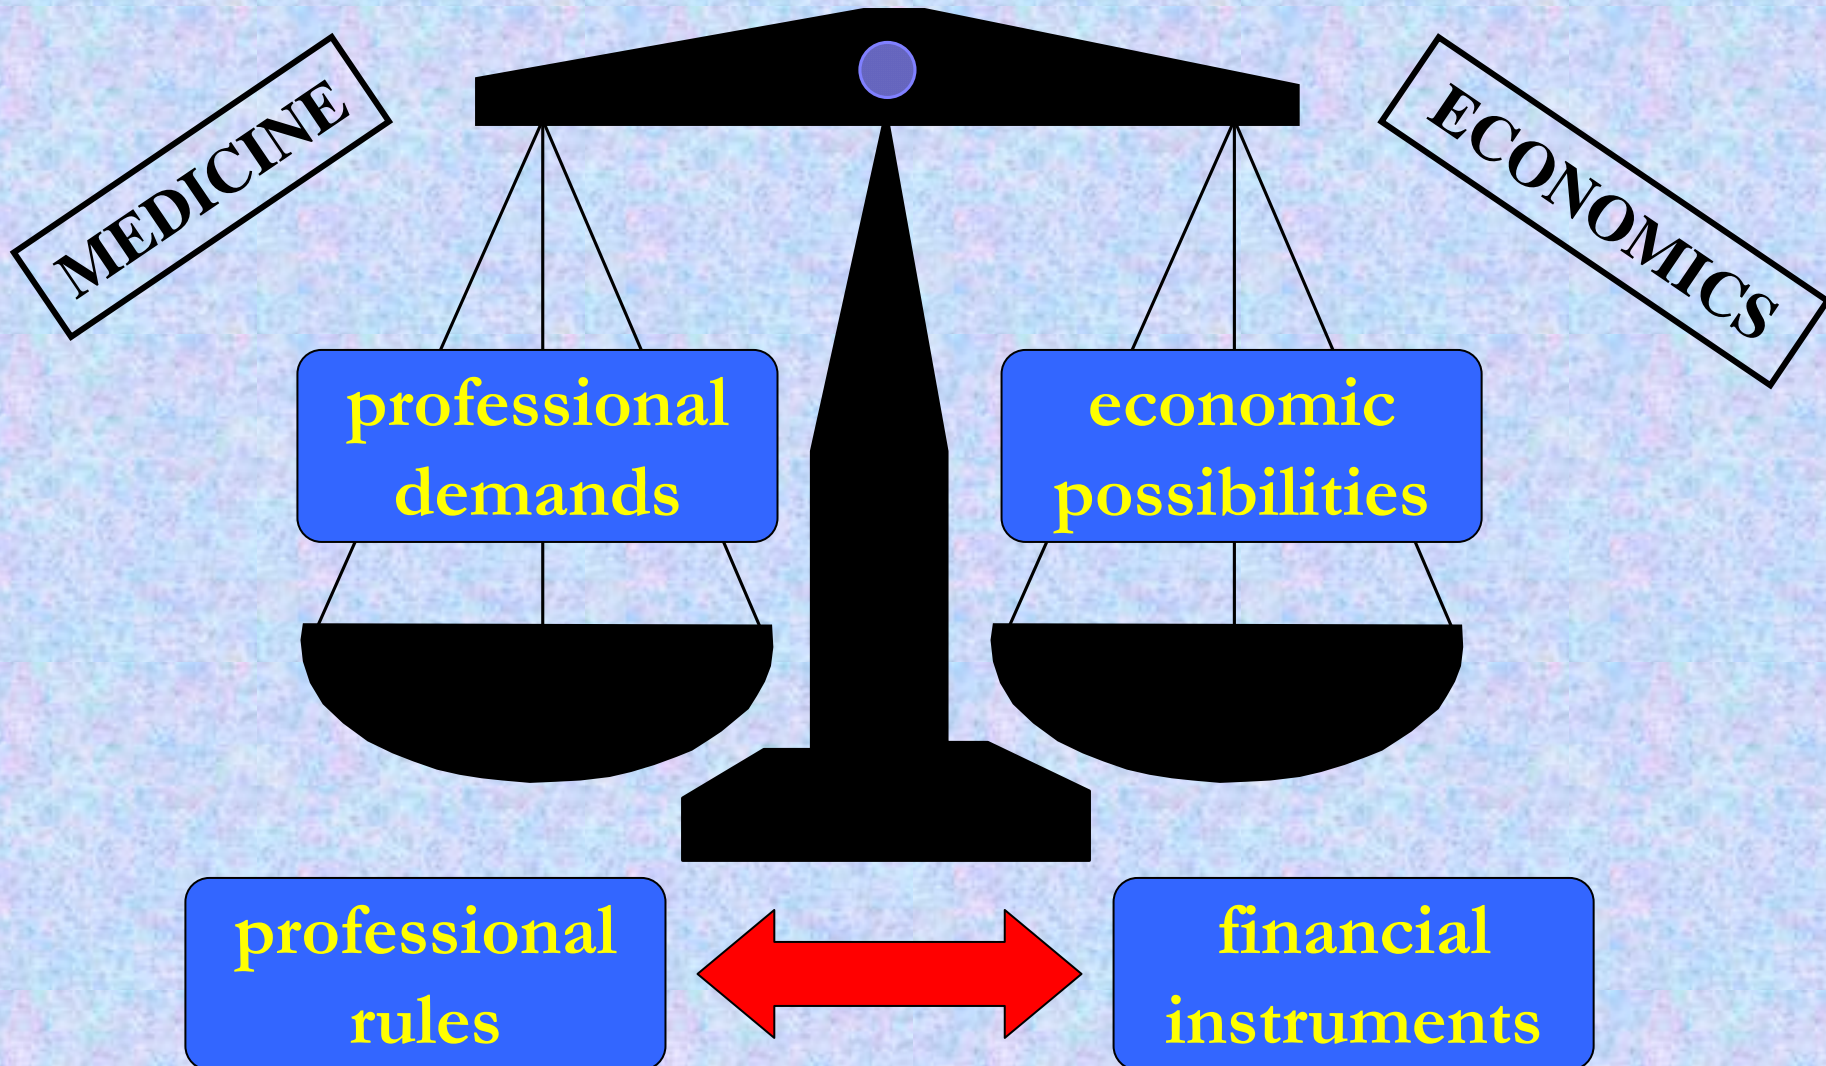 MEDICINE
ECONOMICS
professional
demands
economic
possibilities
professional
rules
financial
instruments